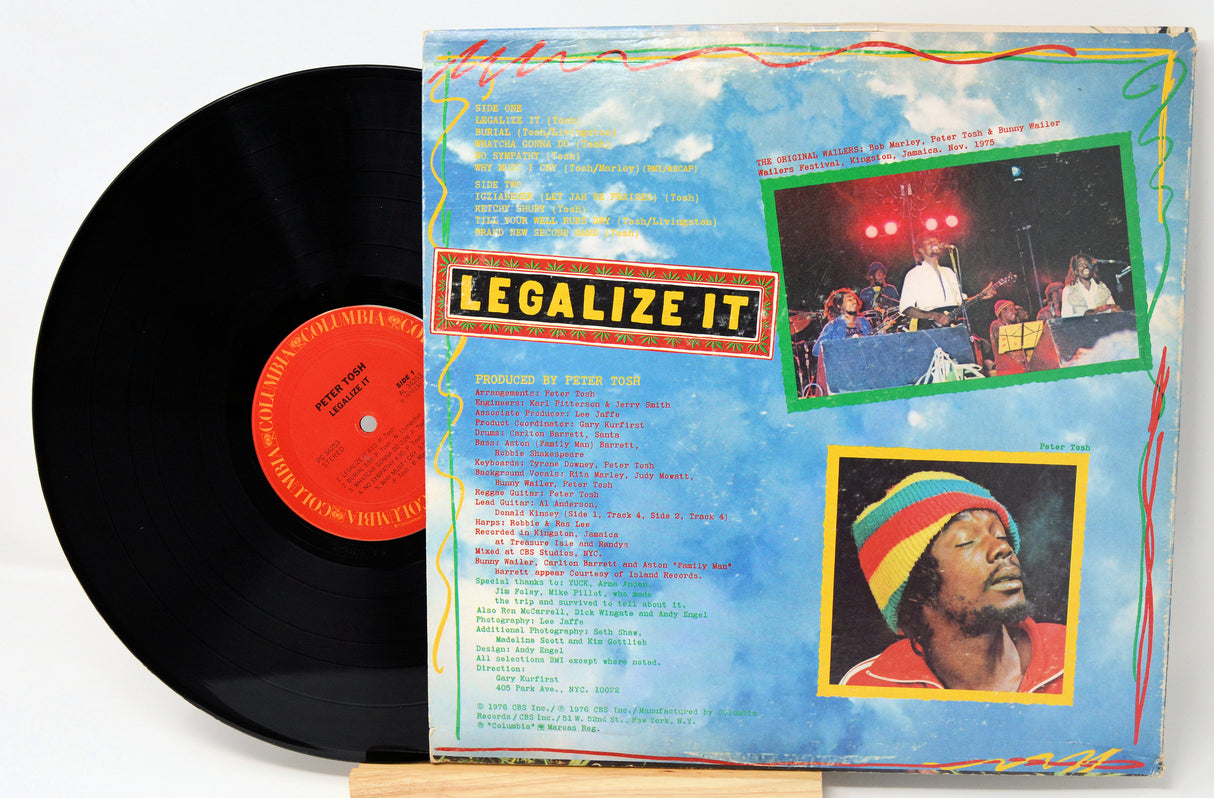 SIDE ONE
LEGALIZE IT (Tosh)
BURIAL (Tosh/Livingston)
WHATCHA GONNA DO (Tosh)
NO SYMPATHY (Tosh)
WHY MUST I CRY (Tosh/Marley)(BMI/ASCAP)
SIDE TWO
IGZIABEHER (LET JAH BE PRAISED) (Tosh)
KETCHY SHUBY (Tosh)
TILL YOUR WELL RUNS DRY (Tosh/Livingston)
BRAND NEW SECOND HAND (Tosh)
THE ORIGINAL WAILERS: Bob Marley, Peter Tosh & Bunny Wailer
Wailers Festival, Kingston, Jamaica. Nov. 1975
LEGALIZE IT
PRODUCED BY PETER TOSH
Arrangements: Peter Tosh
Engineers: Karl Pitterson & Jerry Smith
Associate Producer: Lee Jaffe
Product Coordinator: Gary Kurfirst
Drums: Carlton Barrett, Santa
Bass: Aston (Family Man) Barrett,
Robbie Shakespeare
Keyboards: Tyrone Downey, Peter Tosh
Background Vocals: Rita Marley, Judy Mowatt,
Bunny Wailer, Peter Tosh
Reggae Guitar: Peter Tosh
Lead Guitar: Al Anderson,
Donald Kinsey (Side 1, Track 4, Side 2, Track 4)
Harps: Robbie & Ras Lee
Recorded in Kingston, Jamaica
at Treasure Isle and Randys
Mixed at CBS Studios, NYC.
Bunny Wailer, Carlton Barrett and Aston "Family Man"
Barrett appear Courtesy of Island Records.
Special thanks to: YUCK, Arma Anden,
Jim Foley, Mike Pillot, who made
the trip and survived to tell about it.
Also Ron McCarrell, Dick Wingate and Andy Engel
Photography: Lee Jaffe
Additional Photography: Seth Shaw,
Madeline Scott and Kim Gottlieb
Design: Andy Engel
All selections BMI except where noted.
Direction:
Gary Kurfirst
405 Park Ave., NYC. 10022
© 1976 CBS Inc./℗ 1976 CBS Inc./Manufactured by Columbia
Records/CBS Inc./51 W. 52nd St., New York, N.Y.
® "Columbia" Marcas Reg.
Peter Tosh
COLUMBIA COLUMBIA COLUMBIA COLUMBIA COLUMBIA
PETER TOSH
LEGALIZE IT
SIDE 1
AL 34253
PC 34253
STEREO